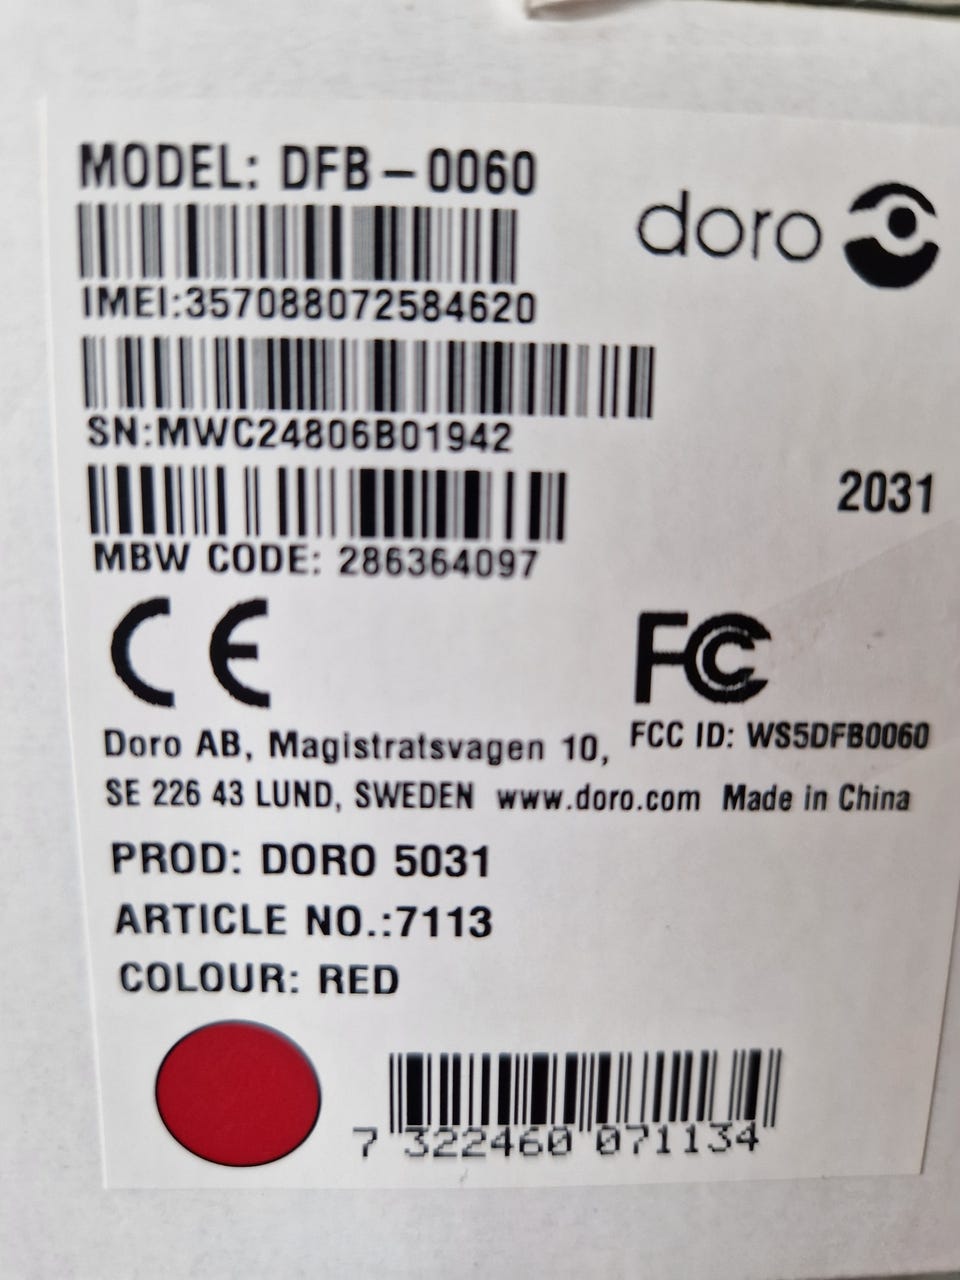 MODEL: DFB-0060
doro
IMEI:357088072584620
SN:MWC24806B01942
2031
MBW CODE: 286364097
CE
FC
FCC ID: WS5DFB0060
Doro AB, Magistratsvagen 10,
SE 226 43 LUND, SWEDEN www.doro.com Made in China
PROD: DORO 5031
ARTICLE NO.:7113
COLOUR: RED
7 322460 071134